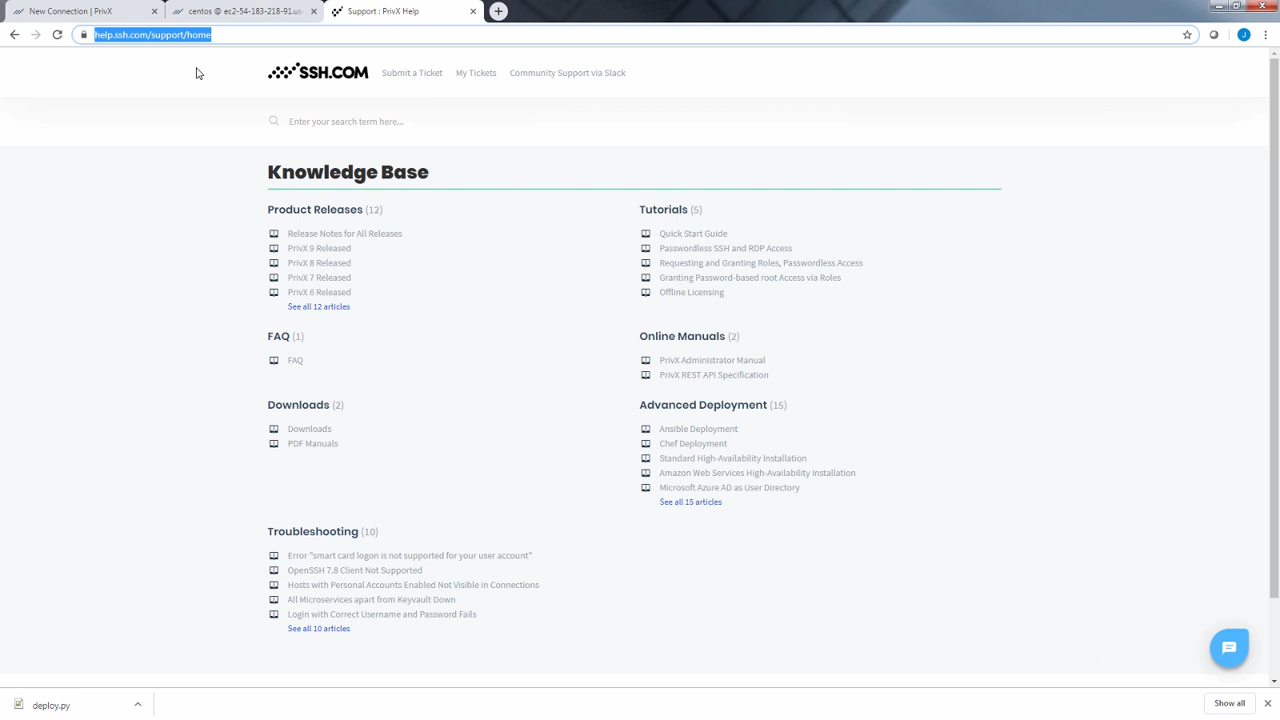 New Connection | PrivX
centos @ ec2-54-183-218-91.us-
Support : PrivX Help
help.ssh.com/support/home
J
SSH.COM
Submit a Ticket
My Tickets
Community Support via Slack
Enter your search term here...
Knowledge Base
Product Releases (12)
Release Notes for All Releases
PrivX 9 Released
PrivX 8 Released
PrivX 7 Released
PrivX 6 Released
See all 12 articles
Tutorials (5)
Quick Start Guide
Passwordless SSH and RDP Access
Requesting and Granting Roles, Passwordless Access
Granting Password-based root Access via Roles
Offline Licensing
FAQ (1)
FAQ
Online Manuals (2)
PrivX Administrator Manual
PrivX REST API Specification
Downloads (2)
Downloads
PDF Manuals
Advanced Deployment (15)
Ansible Deployment
Chef Deployment
Standard High-Availability Installation
Amazon Web Services High-Availability Installation
Microsoft Azure AD as User Directory
See all 15 articles
Troubleshooting (10)
Error "smart card logon is not supported for your user account"
OpenSSH 7.8 Client Not Supported
Hosts with Personal Accounts Enabled Not Visible in Connections
All Microservices apart from Keyvault Down
Login with Correct Username and Password Fails
See all 10 articles
deploy.py
Show all